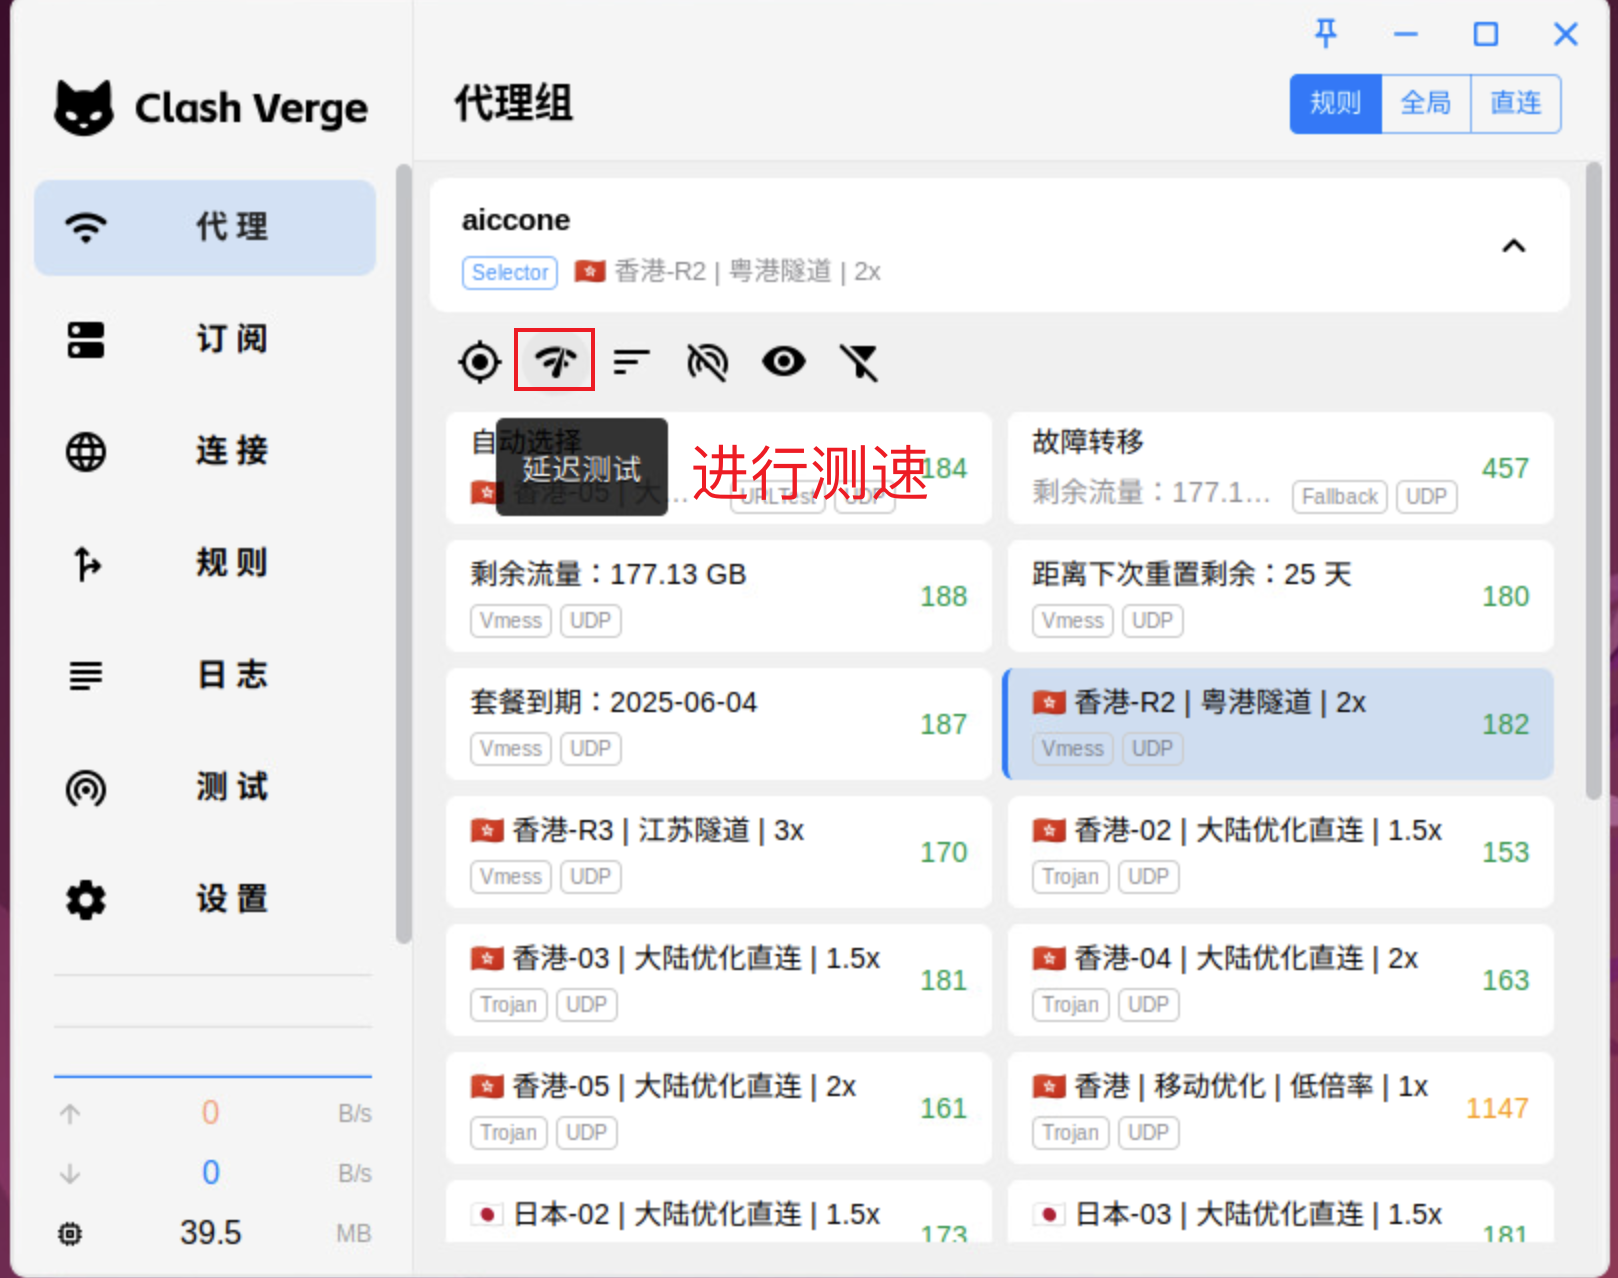 Clash Verge
代理组
规则
全局
直连
代 理
订 阅
连 接
规 则
日 志
测 试
设 置
0 B/s
0 B/s
39.5 MB
aiccone
Selector
香港-R2 | 粤港隧道 | 2x
自动选择
延迟测试
进行测速
184
香港-05 | 大...
URLTest
UDP
故障转移
剩余流量：177.1...
Fallback
UDP
457
剩余流量：177.13 GB
Vmess
UDP
188
距离下次重置剩余：25 天
Vmess
UDP
180
套餐到期：2025-06-04
Vmess
UDP
187
香港-R2 | 粤港隧道 | 2x
Vmess
UDP
182
香港-R3 | 江苏隧道 | 3x
Vmess
UDP
170
香港-02 | 大陆优化直连 | 1.5x
Trojan
UDP
153
香港-03 | 大陆优化直连 | 1.5x
Trojan
UDP
181
香港-04 | 大陆优化直连 | 2x
Trojan
UDP
163
香港-05 | 大陆优化直连 | 2x
Trojan
UDP
161
香港 | 移动优化 | 低倍率 | 1x
Trojan
UDP
1147
日本-02 | 大陆优化直连 | 1.5x
173
日本-03 | 大陆优化直连 | 1.5x
181